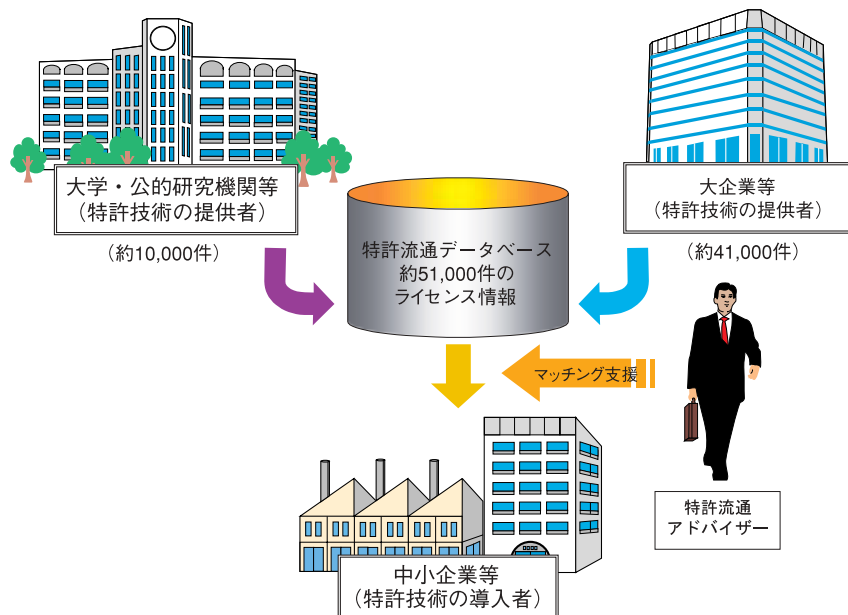 大学・公的研究機関等
（特許技術の提供者）
（約10,000件）
大企業等
（特許技術の提供者）
（約41,000件）
特許流通データベース
約51,000件の
ライセンス情報
マッチング支援
特許流通
アドバイザー
中小企業等
（特許技術の導入者）